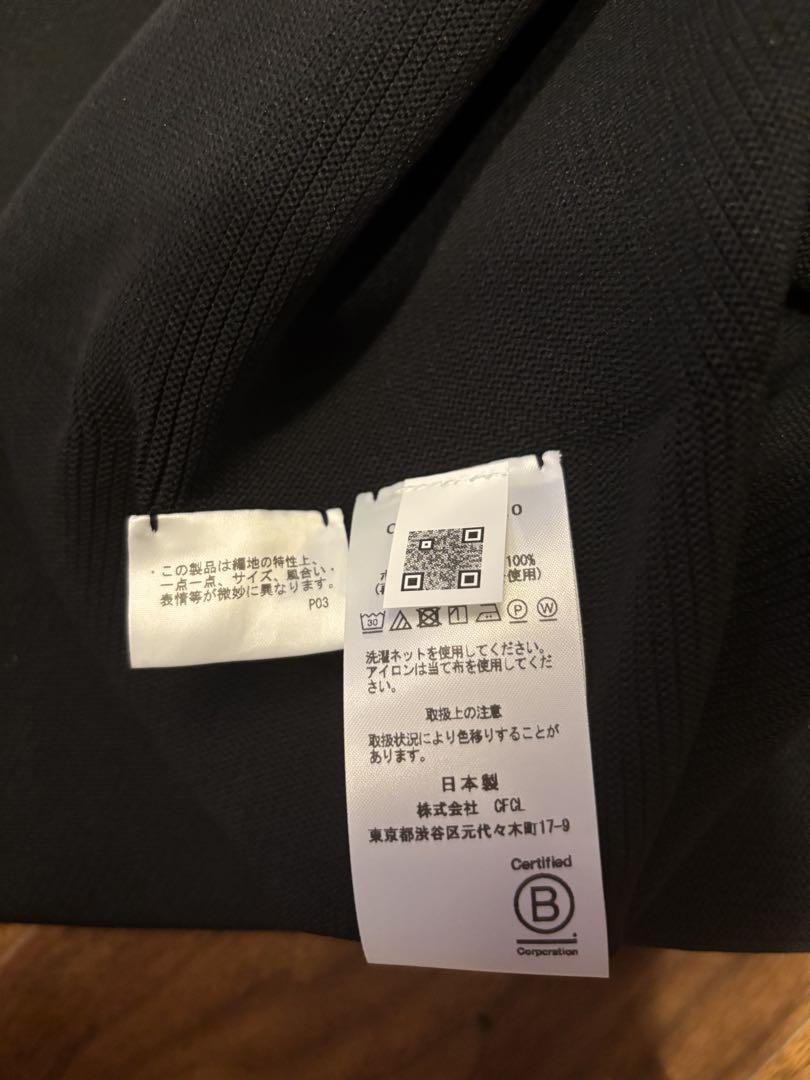 ・この製品は編地の特性上、
一点一点、サイズ、風合い・
表情等が微妙に異なります。
P03
C
O
100%
使用)
30
P
W
洗濯ネットを使用してください。
アイロンは当て布を使用してくだ
さい。
取扱上の注意
取扱状況により色移りすることが
あります。
日本製
株式会社 CFCL
東京都渋谷区元代々木町17-9
Certified
B
Corporation